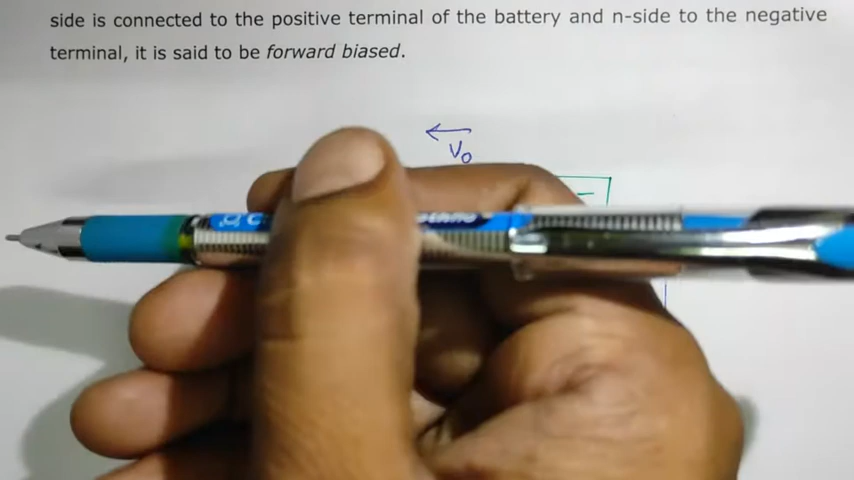 side is connected to the positive terminal of the battery and n-side to the negative
terminal, it is said to be forward biased.
V₀